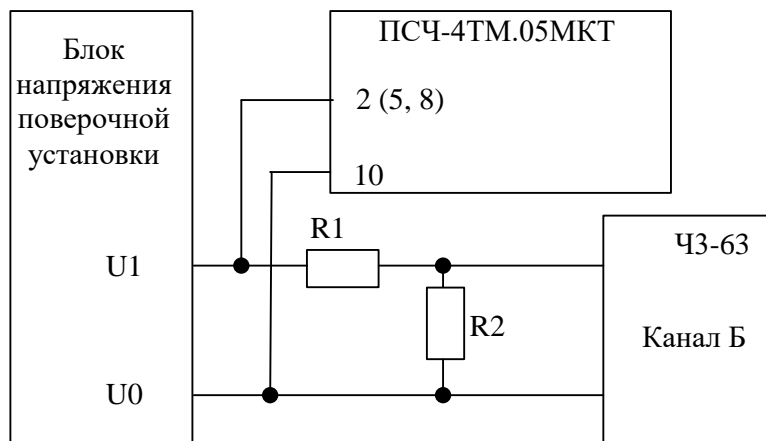 Блок
напряжения
поверочной
установки
ПСЧ-4ТМ.05МКТ
2 (5, 8)
10
R1
U1
Ч3-63
R2
Канал Б
U0